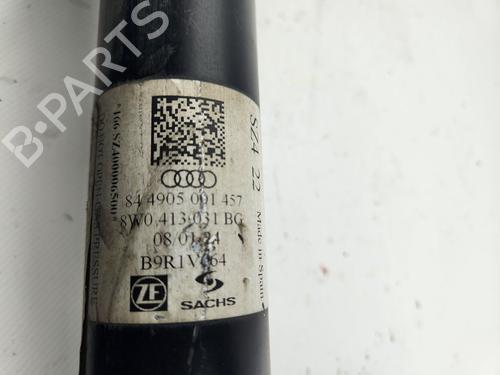 84 4905 001 457
8W0.413.031 BG
08.01.24
B9R1V064
ZF
SACHS
SZ4 22
Made in Spain
B-Parts